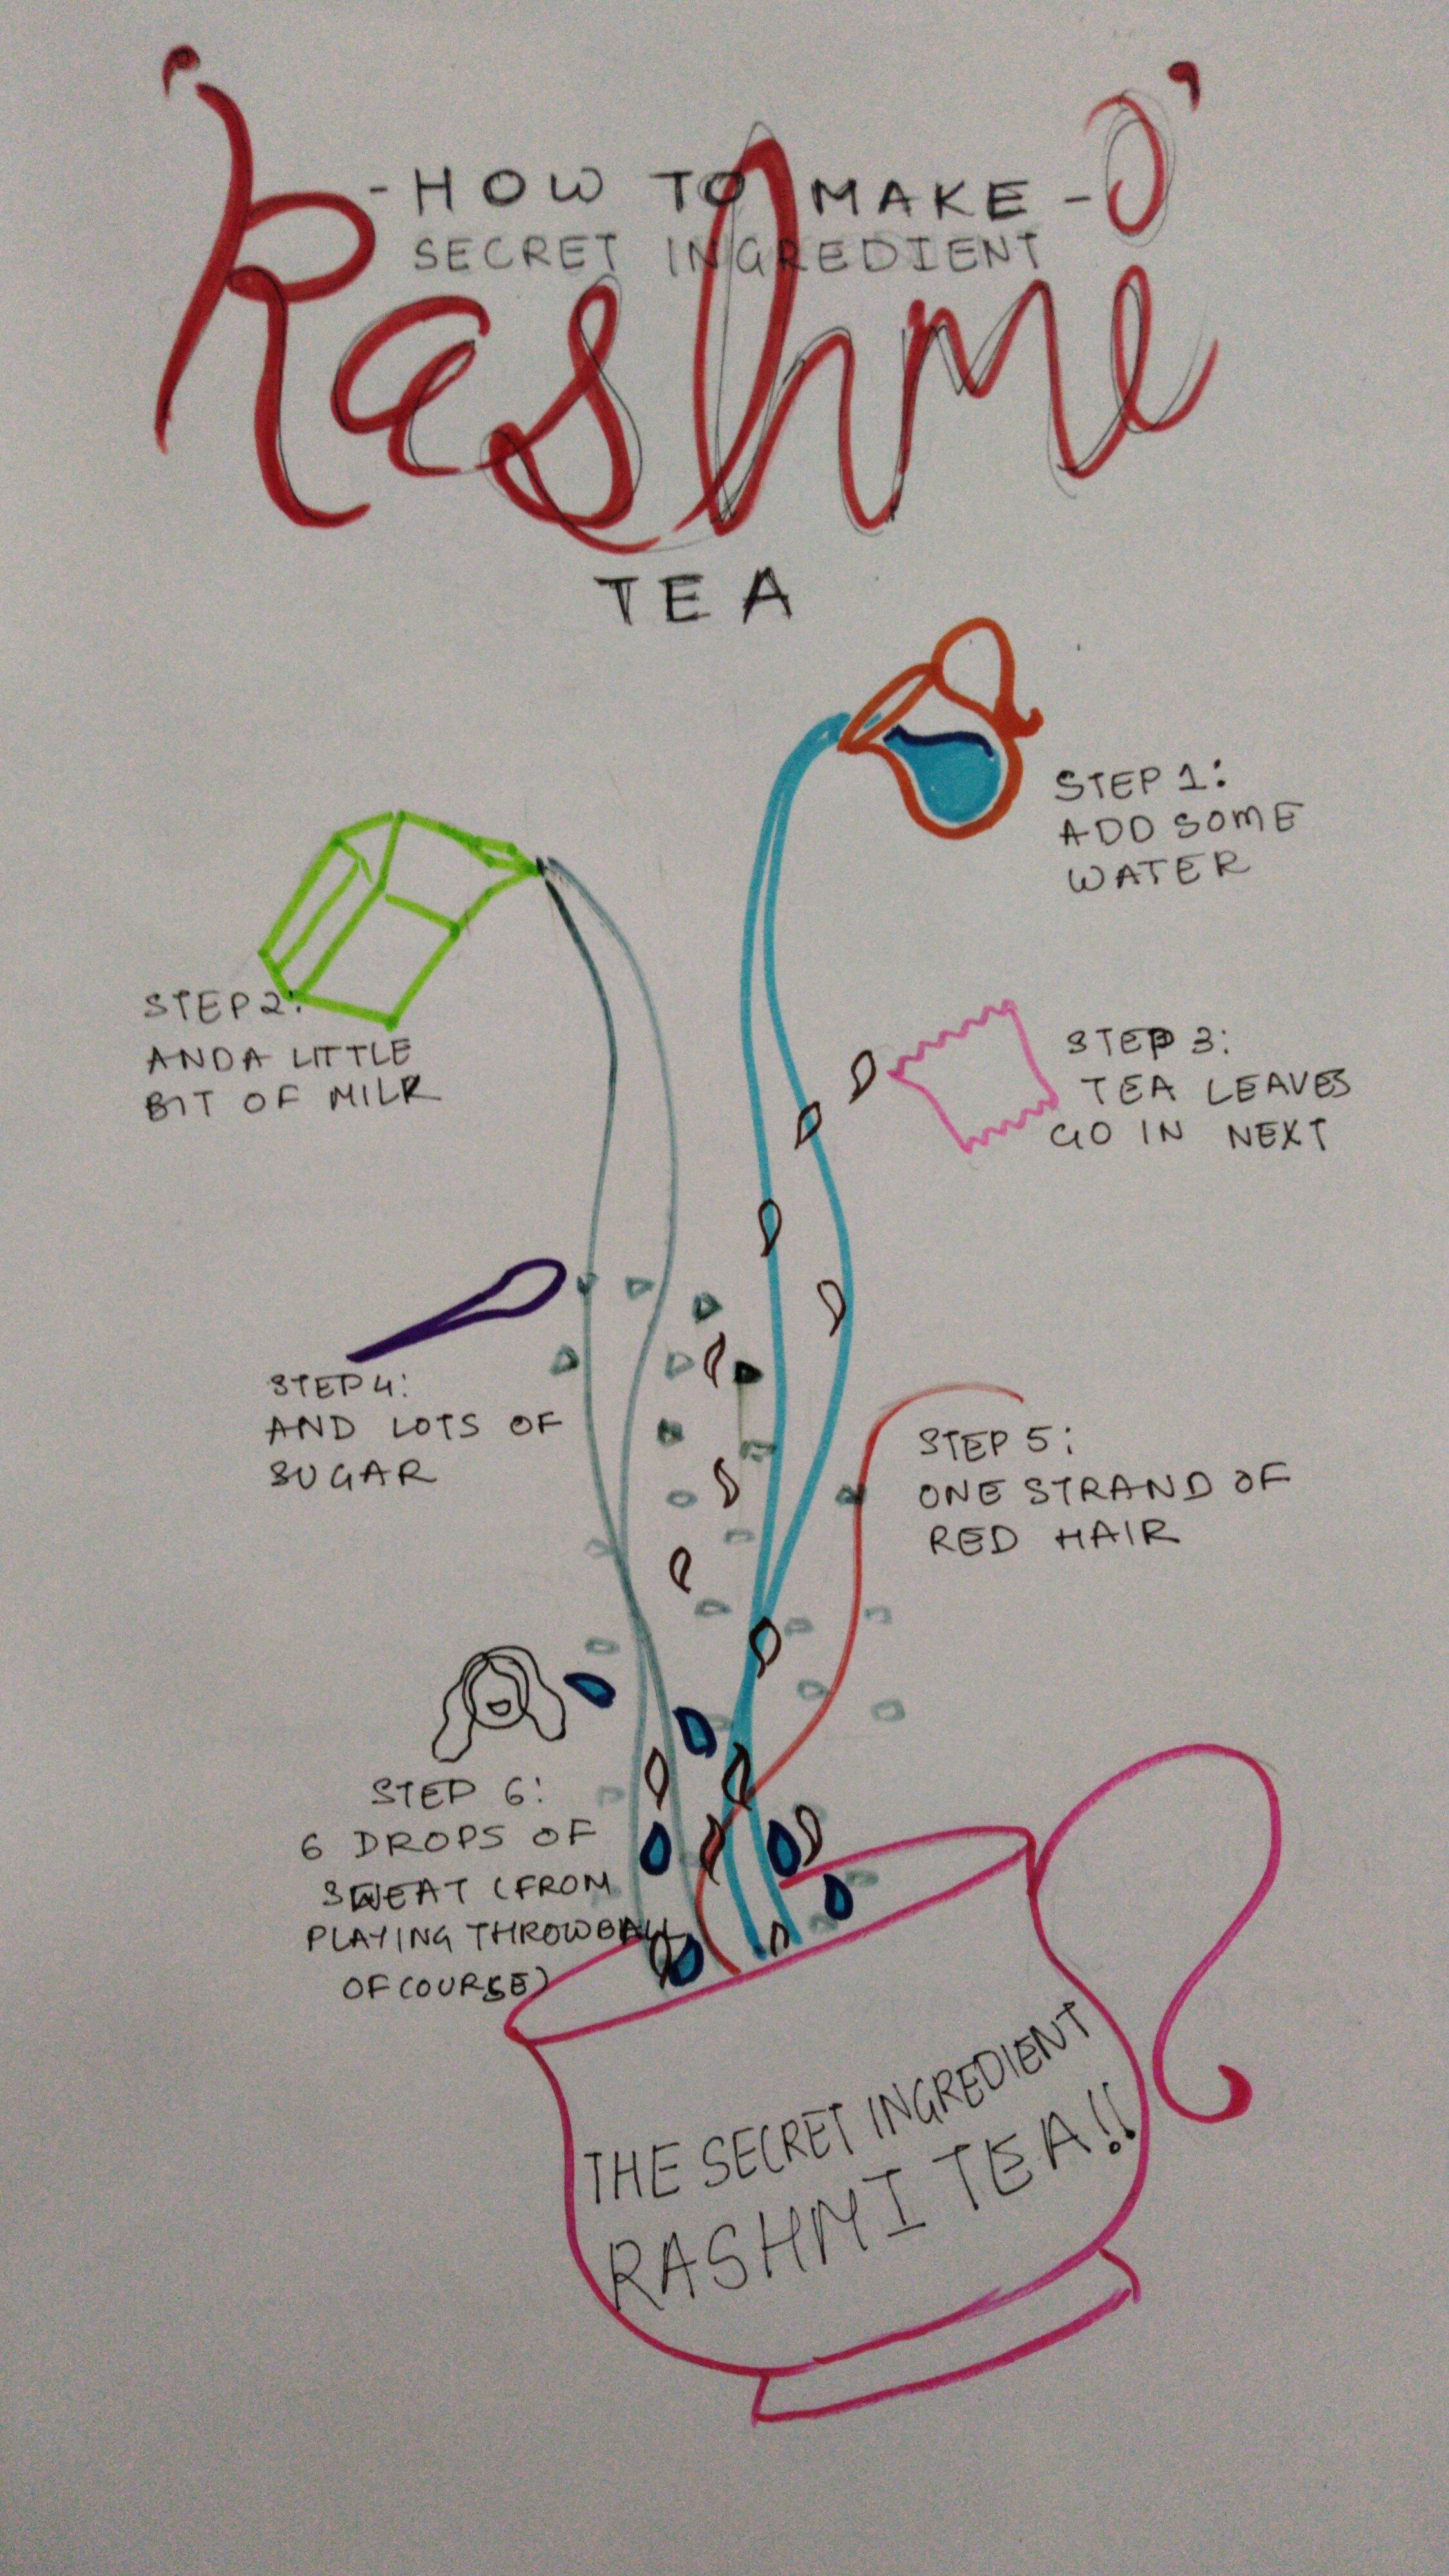 -HOW TO MAKE-
SECRET INGREDIENT
'Rashmi'
TEA
STEP 1:
ADD SOME
WATER
STEP 2:
ANDA LITTLE
BIT OF MILK
STEP 3:
TEA LEAVES
GO IN NEXT
STEP 4:
AND LOTS OF
SUGAR
STEP 5:
ONE STRAND OF
RED HAIR
STEP 6:
6 DROPS OF
SWEAT (FROM
PLAYING THROWBALL
OFCOURSE)
THE SECRET INGREDIENT
RASHMI TEA!!